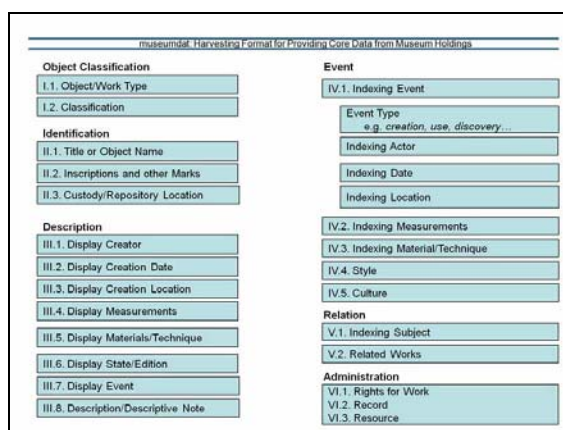 museumdat: Harvesting Format for Providing Core Data from Museum Holdings
Object Classification
I.1. Object/Work Type
I.2. Classification
Identification
II.1. Title or Object Name
II.2. Inscriptions and other Marks
II.3. Custody/Repository Location
Description
III.1. Display Creator
III.2. Display Creation Date
III.3. Display Creation Location
III.4. Display Measurements
III.5. Display Materials/Technique
III.6. Display State/Edition
III.7. Display Event
III.8. Description/Descriptive Note
Event
IV.1. Indexing Event
Event Type
e.g. creation, use, discovery…
Indexing Actor
Indexing Date
Indexing Location
IV.2. Indexing Measurements
IV.3. Indexing Material/Technique
IV.4. Style
IV.5. Culture
Relation
V.1. Indexing Subject
V.2. Related Works
Administration
VI.1. Rights for Work
VI.2. Record
VI.3. Resource